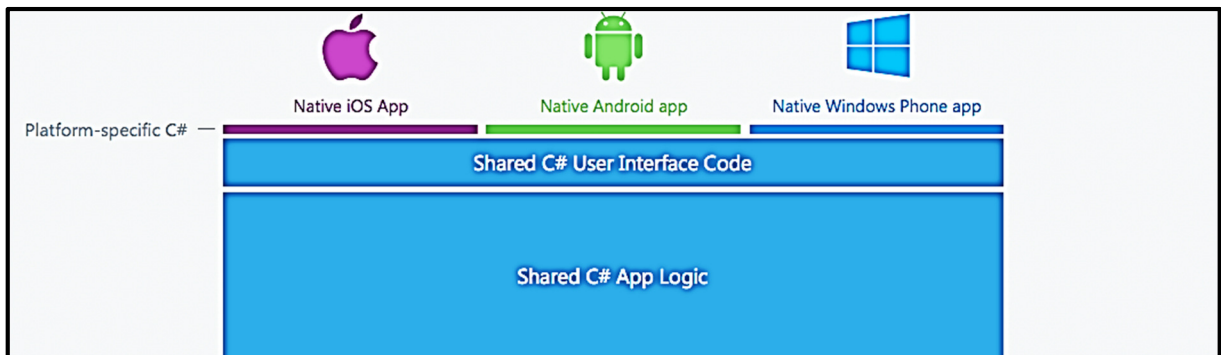 Native iOS App
Native Android app
Native Windows Phone app
Platform-specific C#
Shared C# User Interface Code
Shared C# App Logic